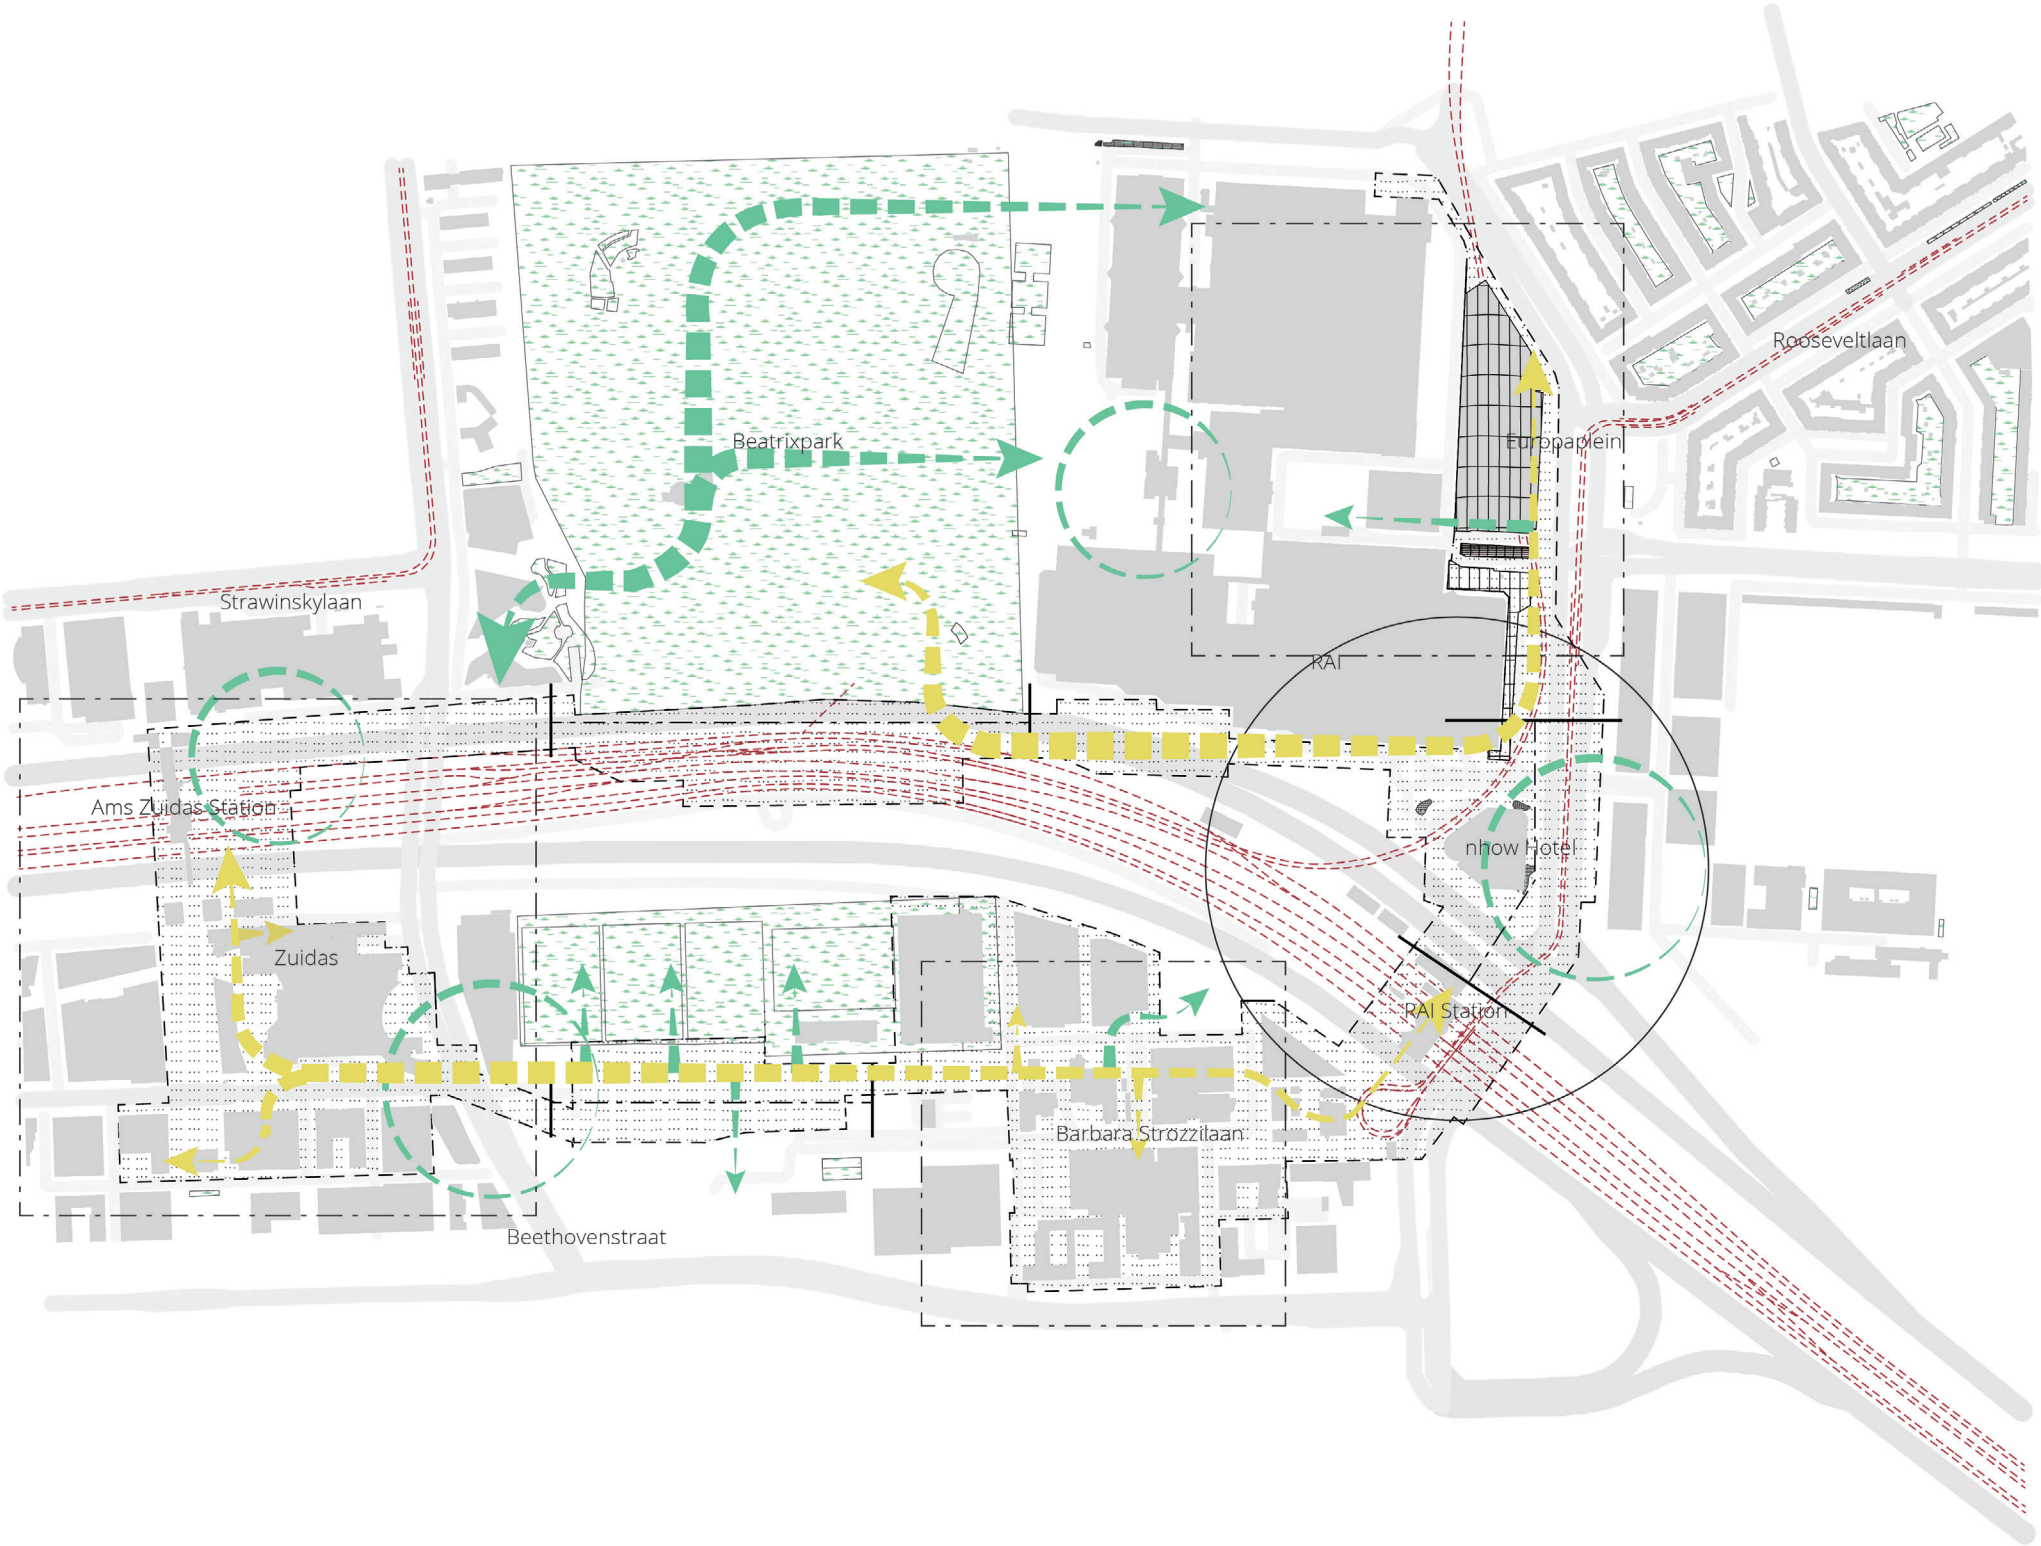 Rooseveltlaan
Beatrixpark
Europaplein
Strawinskylaan
RAI
Ams Zuidas Station
nhow Hotel
Zuidas
RAI Station
Barbara Strozzilaan
Beethovenstraat